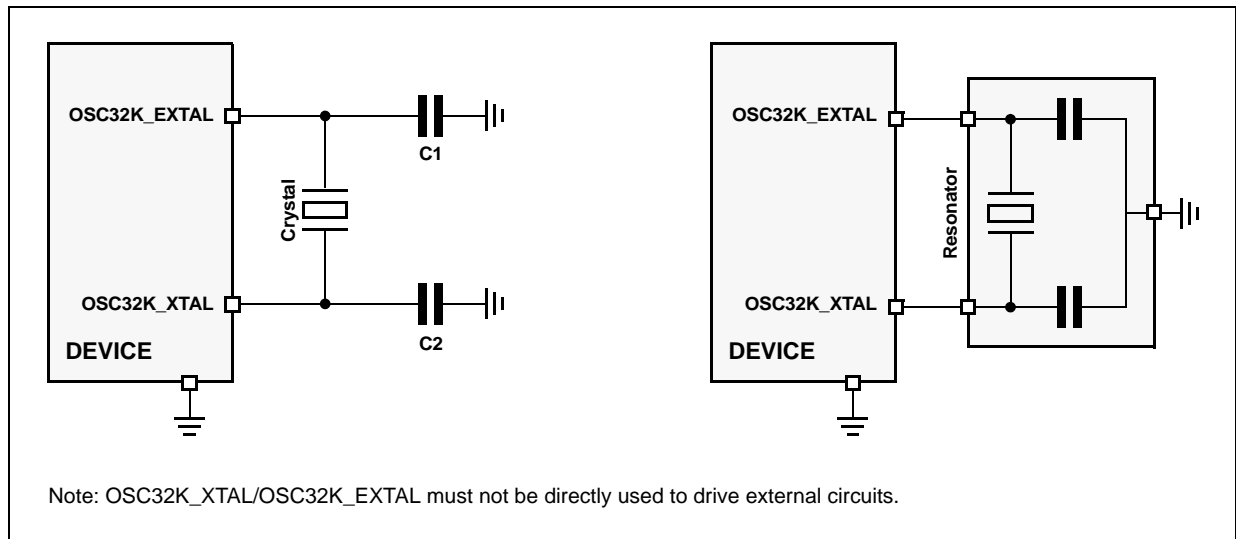 OSC32K_EXTAL
C1
Crystal
OSC32K_XTAL
C2
DEVICE
OSC32K_EXTAL
Resonator
OSC32K_XTAL
DEVICE
Note: OSC32K_XTAL/OSC32K_EXTAL must not be directly used to drive external circuits.